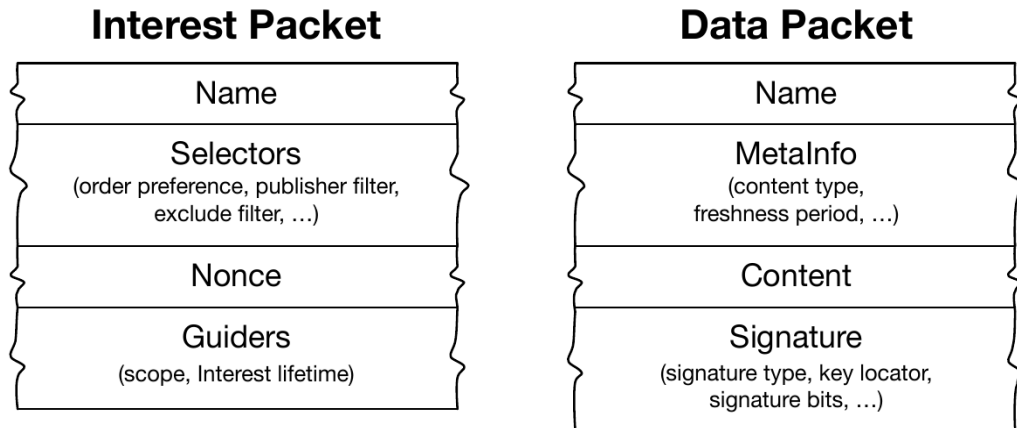 Interest Packet
Name
Selectors
(order preference, publisher filter,
exclude filter, …)
Nonce
Guiders
(scope, Interest lifetime)
Data Packet
Name
MetaInfo
(content type,
freshness period, …)
Content
Signature
(signature type, key locator,
signature bits, …)